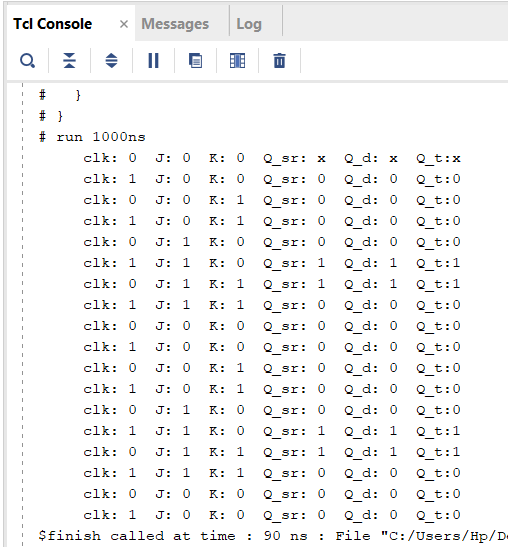 Tcl Console × Messages Log
# }
# }
# run 1000ns
clk: 0 J: 0 K: 0 Q_sr: x Q_d: x Q_t:x
clk: 1 J: 0 K: 0 Q_sr: 0 Q_d: 0 Q_t:0
clk: 0 J: 0 K: 1 Q_sr: 0 Q_d: 0 Q_t:0
clk: 1 J: 0 K: 1 Q_sr: 0 Q_d: 0 Q_t:0
clk: 0 J: 1 K: 0 Q_sr: 0 Q_d: 0 Q_t:0
clk: 1 J: 1 K: 0 Q_sr: 1 Q_d: 1 Q_t:1
clk: 0 J: 1 K: 1 Q_sr: 1 Q_d: 1 Q_t:1
clk: 1 J: 1 K: 1 Q_sr: 0 Q_d: 0 Q_t:0
clk: 0 J: 0 K: 0 Q_sr: 0 Q_d: 0 Q_t:0
clk: 1 J: 0 K: 0 Q_sr: 0 Q_d: 0 Q_t:0
clk: 0 J: 0 K: 1 Q_sr: 0 Q_d: 0 Q_t:0
clk: 1 J: 0 K: 1 Q_sr: 0 Q_d: 0 Q_t:0
clk: 0 J: 1 K: 0 Q_sr: 0 Q_d: 0 Q_t:0
clk: 1 J: 1 K: 0 Q_sr: 1 Q_d: 1 Q_t:1
clk: 0 J: 1 K: 1 Q_sr: 1 Q_d: 1 Q_t:1
clk: 1 J: 1 K: 1 Q_sr: 0 Q_d: 0 Q_t:0
clk: 0 J: 0 K: 0 Q_sr: 0 Q_d: 0 Q_t:0
clk: 1 J: 0 K: 0 Q_sr: 0 Q_d: 0 Q_t:0
$finish called at time : 90 ns : File "C:/Users/Hp/De